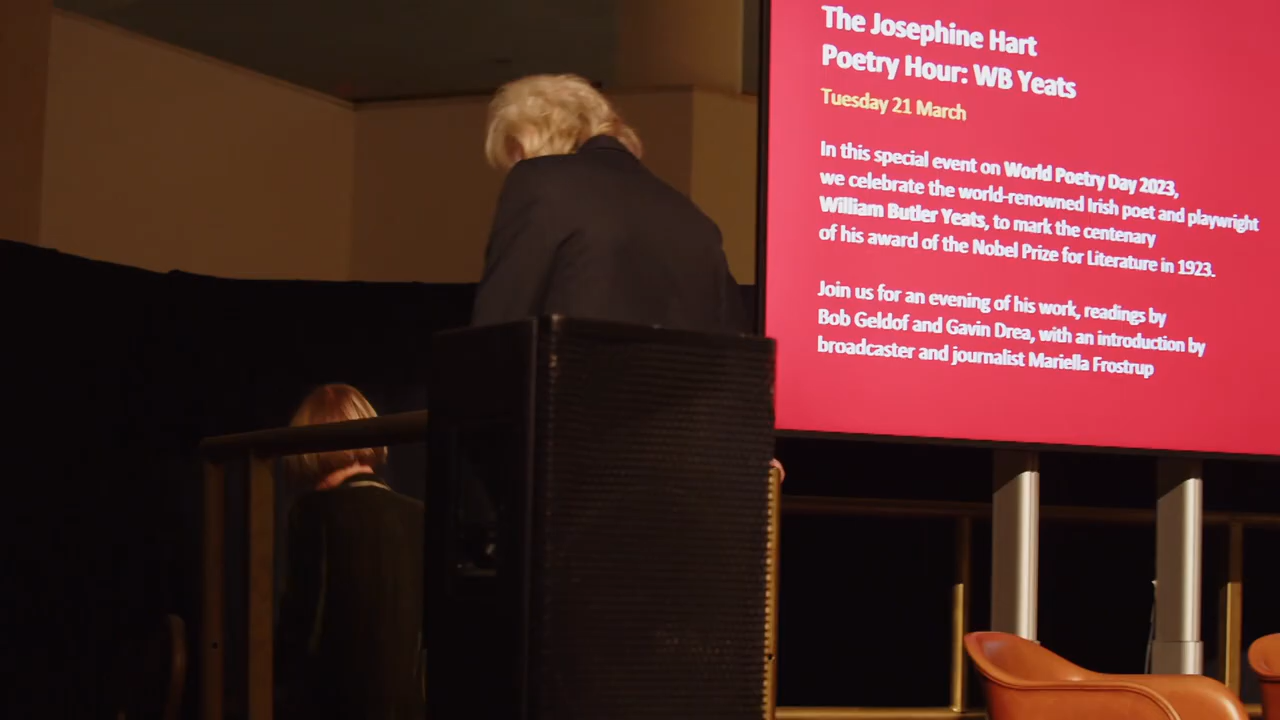 The Josephine Hart
Poetry Hour: WB Yeats
Tuesday 21 March
In this special event on World Poetry Day 2023,
we celebrate the world-renowned Irish poet and playwright
William Butler Yeats, to mark the centenary
of his award of the Nobel Prize for Literature in 1923.
Join us for an evening of his work, readings by
Bob Geldof and Gavin Drea, with an introduction by
broadcaster and journalist Mariella Frostrup